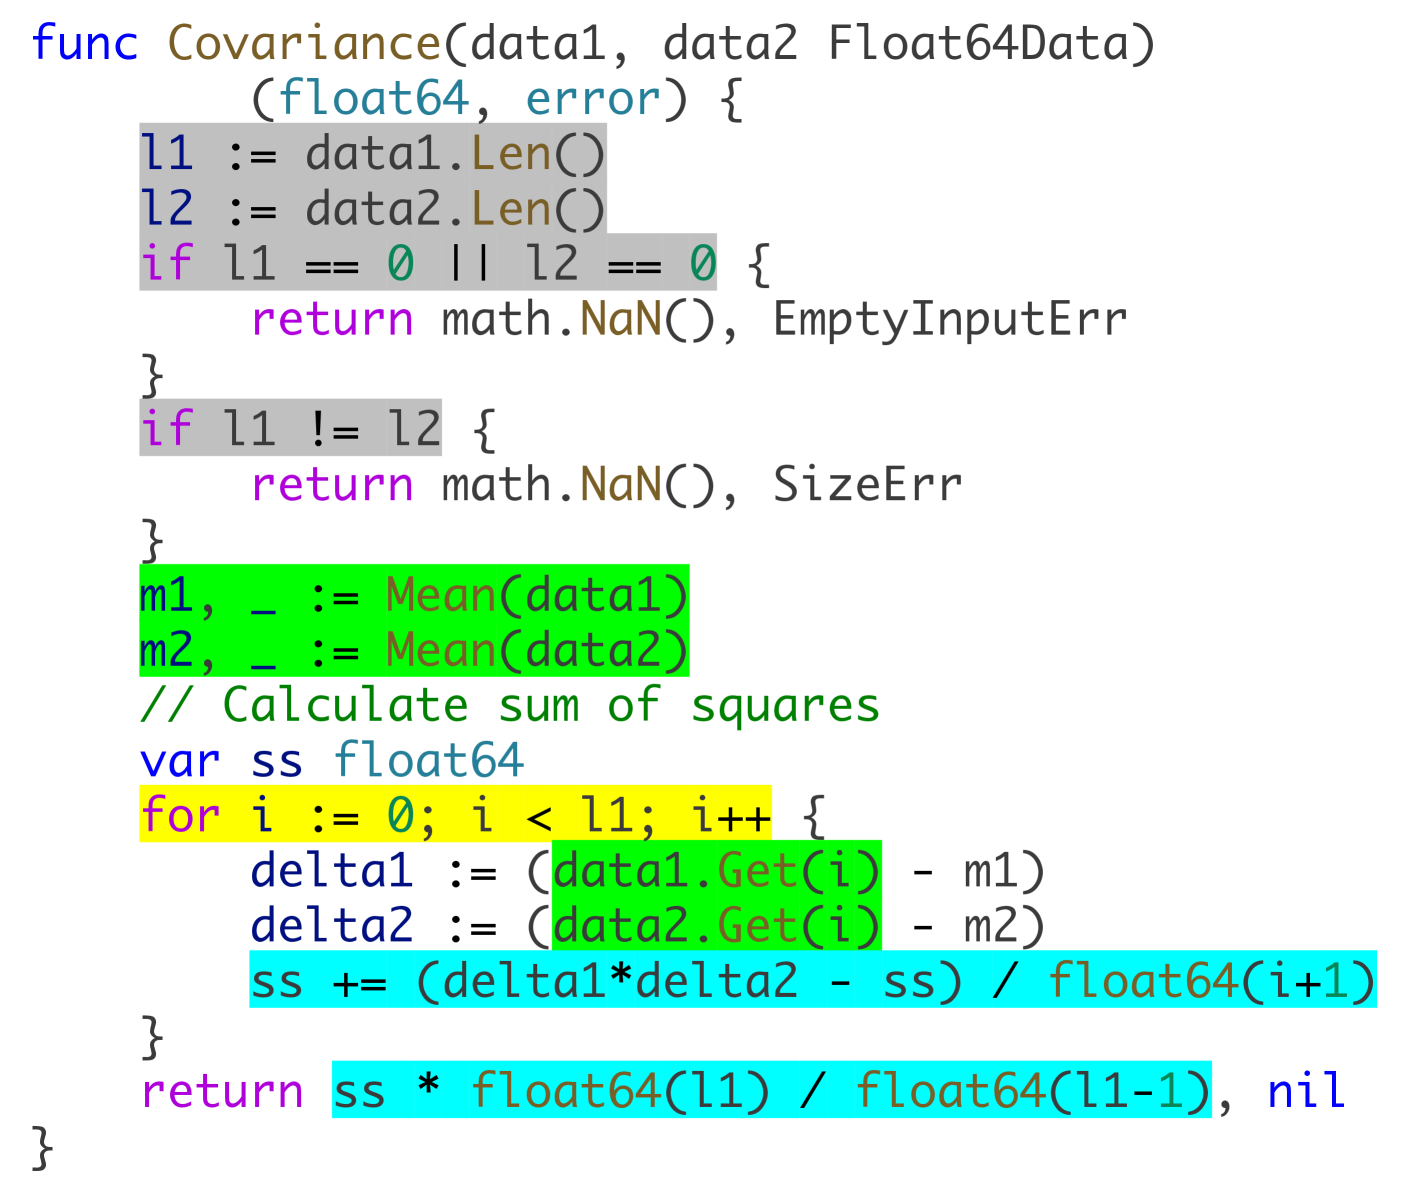 func Covariance(data1, data2 Float64Data)
        (float64, error) {
    l1 := data1.Len()
    l2 := data2.Len()
    if l1 == 0 || l2 == 0 {
        return math.NaN(), EmptyInputErr
    }
    if l1 != l2 {
        return math.NaN(), SizeErr
    }
    m1, _ := Mean(data1)
    m2, _ := Mean(data2)
    // Calculate sum of squares
    var ss float64
    for i := 0; i < l1; i++ {
        delta1 := (data1.Get(i) - m1)
        delta2 := (data2.Get(i) - m2)
        ss += (delta1*delta2 - ss) / float64(i+1)
    }
    return ss * float64(l1) / float64(l1-1), nil
}